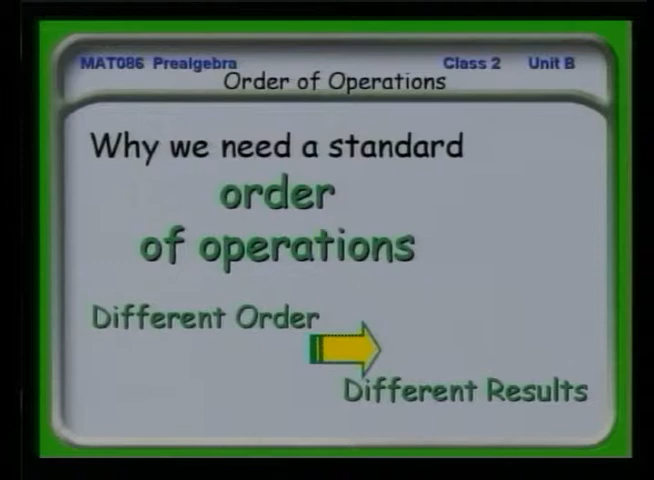 MAT086 Prealgebra Class 2 Unit B
Order of Operations
Why we need a standard
order
of operations
Different Order
Different Results